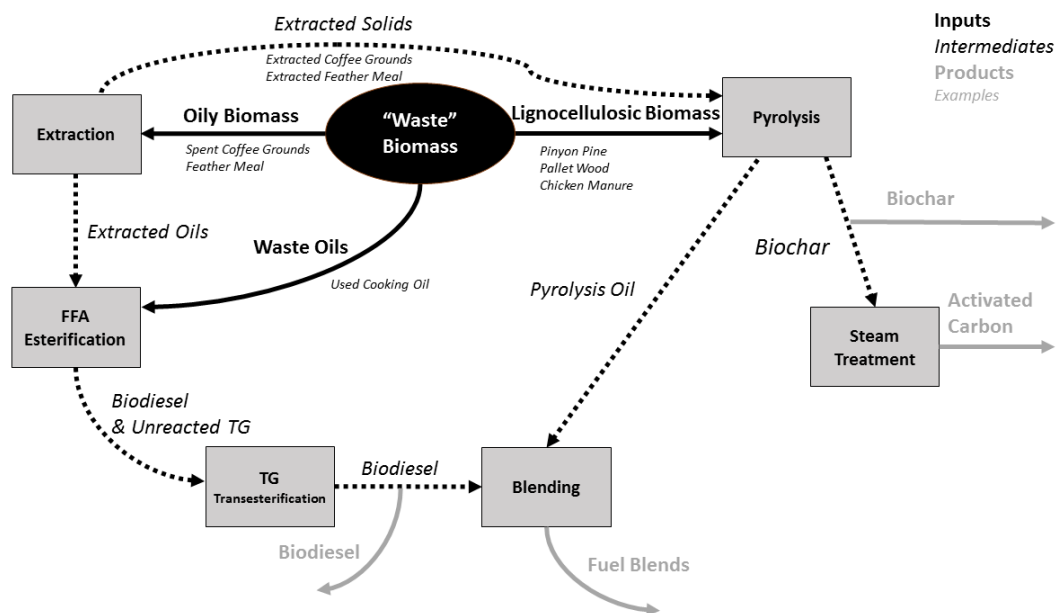 Extracted Solids
Extracted Coffee Grounds
Extracted Feather Meal
Inputs
Intermediates
Products
Examples
Extraction
Oily Biomass
Spent Coffee Grounds
Feather Meal
“Waste”
Biomass
Lignocellulosic Biomass
Pinyon Pine
Pallet Wood
Chicken Manure
Pyrolysis
Extracted Oils
Waste Oils
Used Cooking Oil
Pyrolysis Oil
Biochar
Biochar
FFA
Esterification
Steam
Treatment
Activated
Carbon
Biodiesel
& Unreacted TG
TG
Transesterification
Biodiesel
Blending
Biodiesel
Fuel Blends